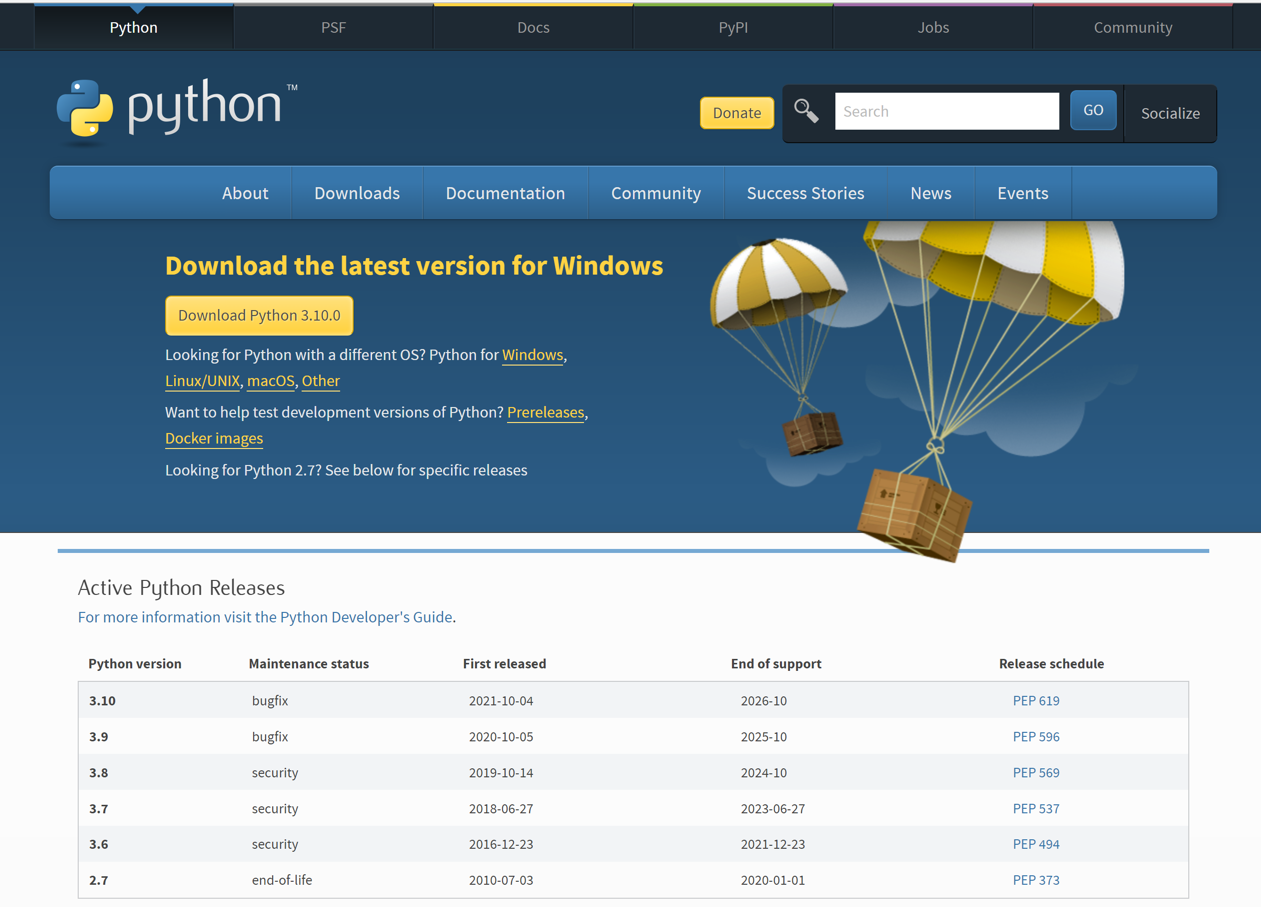 Python PSF Docs PyPI Jobs Community
python™
Donate Search GO Socialize
About Downloads Documentation Community Success Stories News Events
Download the latest version for Windows
Download Python 3.10.0
Looking for Python with a different OS? Python for Windows,
Linux/UNIX, macOS, Other
Want to help test development versions of Python? Prereleases,
Docker images
Looking for Python 2.7? See below for specific releases
Active Python Releases
For more information visit the Python Developer's Guide.
Python version Maintenance status First released End of support Release schedule
3.10 bugfix 2021-10-04 2026-10 PEP 619
3.9 bugfix 2020-10-05 2025-10 PEP 596
3.8 security 2019-10-14 2024-10 PEP 569
3.7 security 2018-06-27 2023-06-27 PEP 537
3.6 security 2016-12-23 2021-12-23 PEP 494
2.7 end-of-life 2010-07-03 2020-01-01 PEP 373